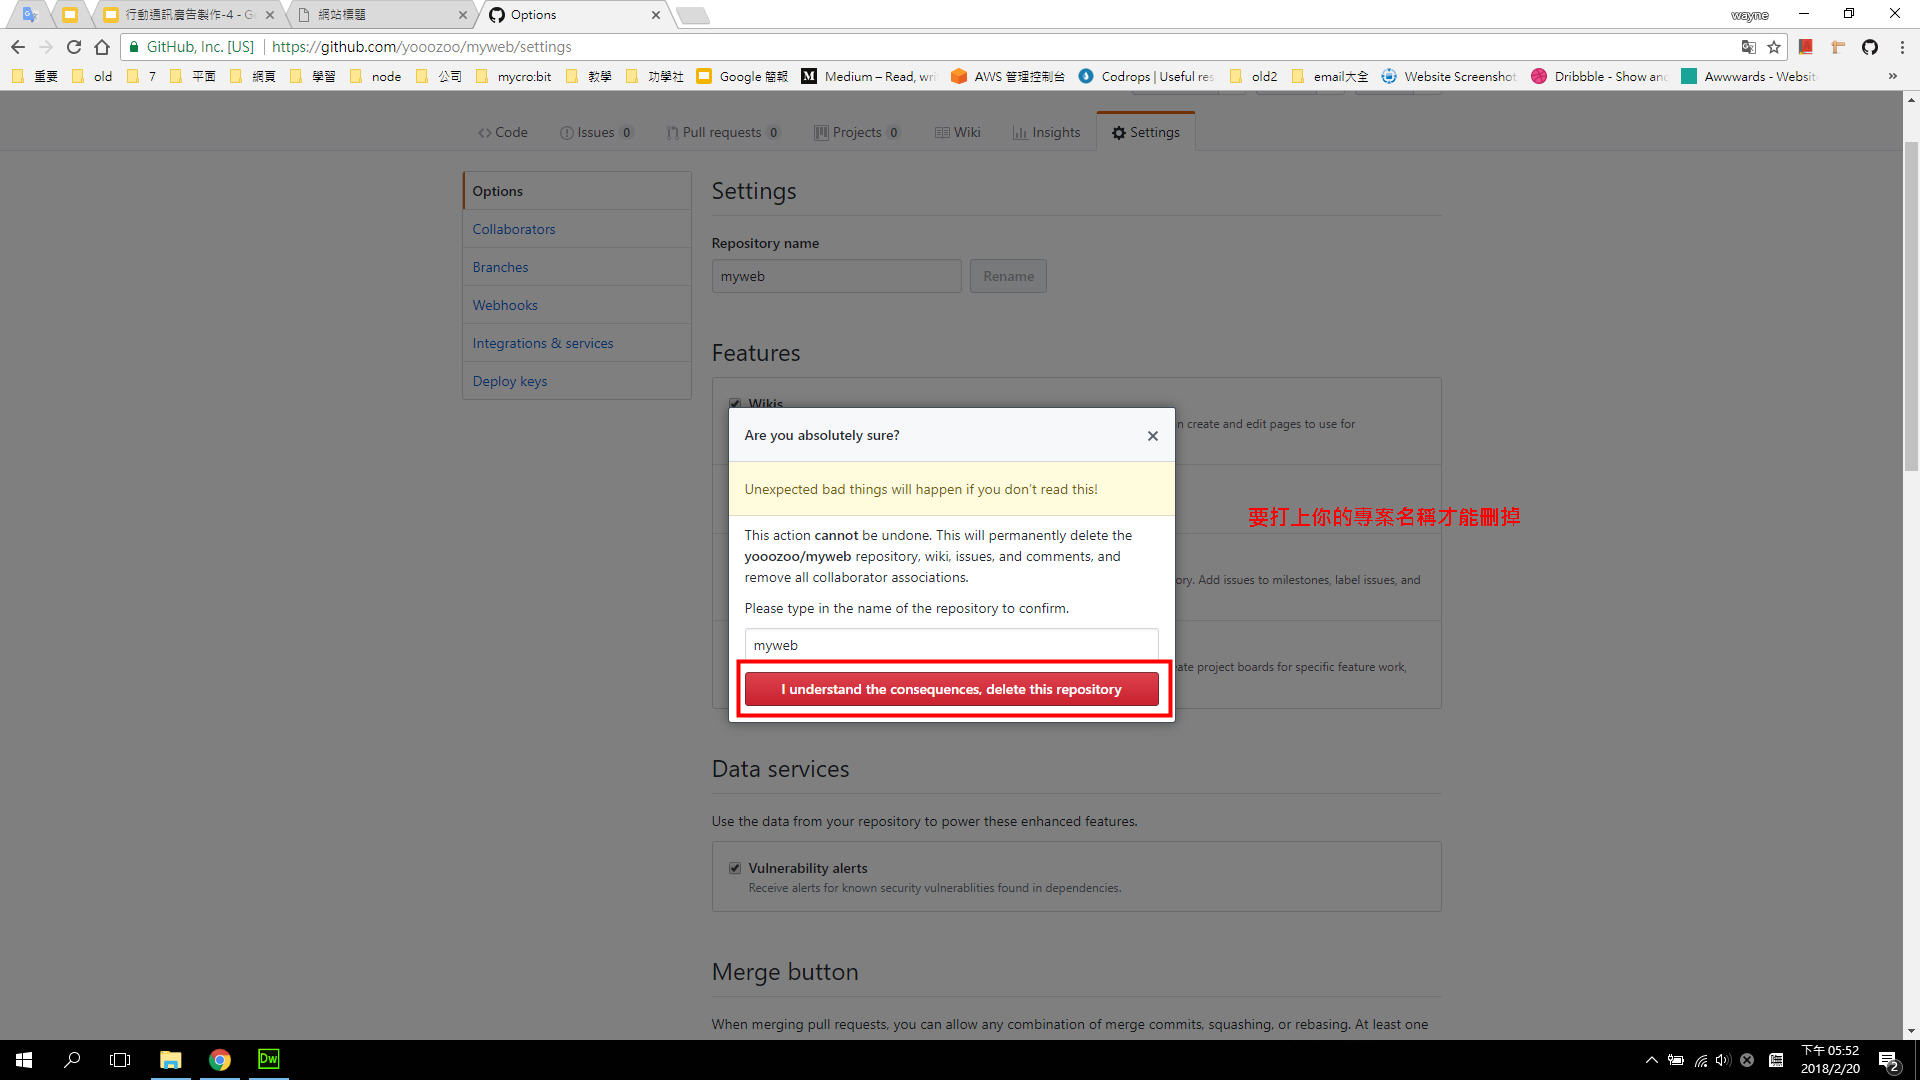 行動通訊廣告製作-4 - G
網站標題
Options
wayne
GitHub, Inc. [US]
https://github.com/yooozoo/myweb/settings
重要
old
7
平面
網頁
學習
node
公司
mycro:bit
教學
功學社
Google 簡報
Medium – Read, wri
AWS 管理控制台
Codrops | Useful res
old2
email大全
Website Screenshot
Dribbble - Show and
Awwwards - Websit
Code
Issues 0
Pull requests 0
Projects 0
Wiki
Insights
Settings
Options
Collaborators
Branches
Webhooks
Integrations & services
Deploy keys
Settings
Repository name
myweb
Rename
Features
Wikis
n create and edit pages to use for
Are you absolutely sure?
Unexpected bad things will happen if you don't read this!
This action cannot be undone. This will permanently delete the
yooozoo/myweb repository, wiki, issues, and comments, and
remove all collaborator associations.
Please type in the name of the repository to confirm.
myweb
I understand the consequences, delete this repository
要打上你的專案名稱才能刪掉
ory. Add issues to milestones, label issues, and
ate project boards for specific feature work,
Data services
Use the data from your repository to power these enhanced features.
Vulnerability alerts
Receive alerts for known security vulnerablities found in dependencies.
Merge button
When merging pull requests, you can allow any combination of merge commits, squashing, or rebasing. At least one
Dw
下午 05:52
2018/2/20
2